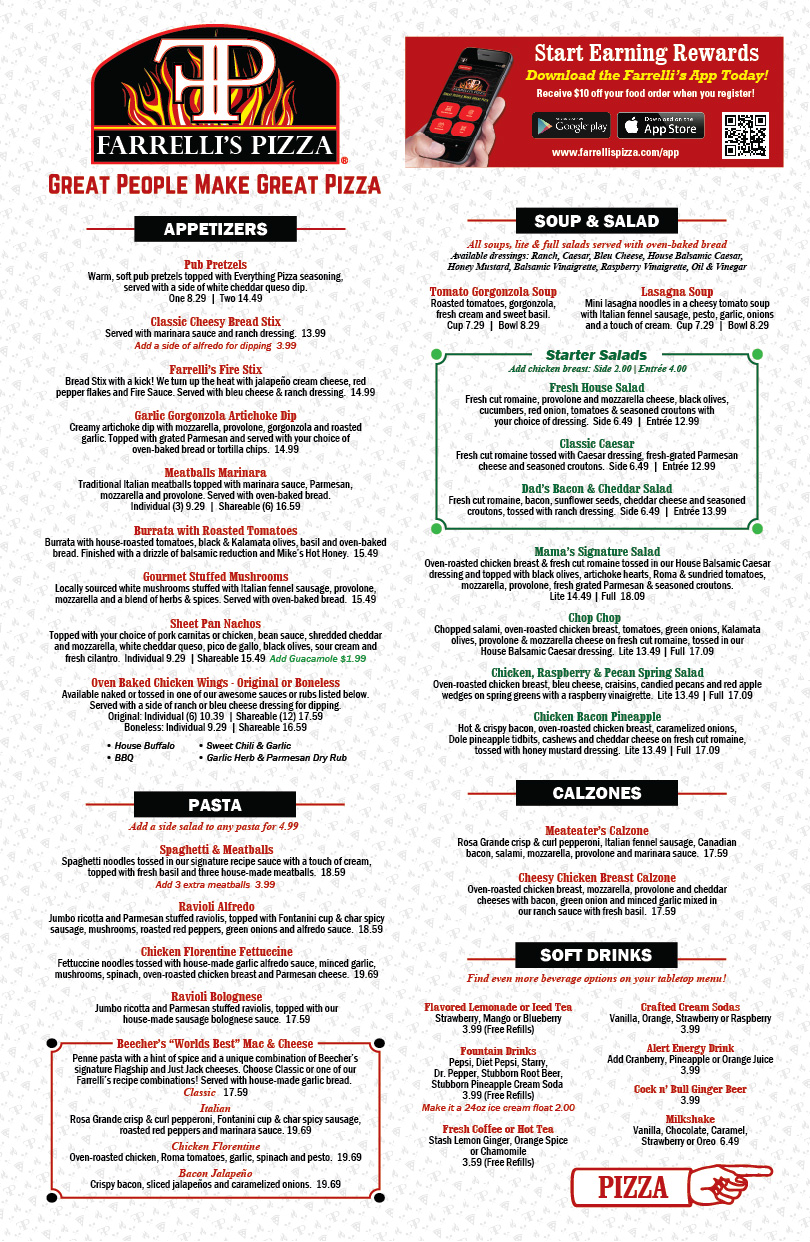 FP
FARRELLI'S PIZZA
®
GREAT PEOPLE MAKE GREAT PIZZA
Start Earning Rewards
Download the Farrelli's App Today!
Receive $10 off your food order when you register!
Google play
Download on the
App Store
www.farrellispizza.com/app
APPETIZERS
Pub Pretzels
Warm, soft pub pretzels topped with Everything Pizza seasoning,
served with a side of white cheddar queso dip.
One 8.29 | Two 14.49
Classic Cheesy Bread Stix
Served with marinara sauce and ranch dressing. 13.99
Add a side of alfredo for dipping 3.99
Farrelli's Fire Stix
Bread Stix with a kick! We turn up the heat with jalapeño cream cheese, red
pepper flakes and Fire Sauce. Served with bleu cheese & ranch dressing. 14.99
Garlic Gorgonzola Artichoke Dip
Creamy artichoke dip with mozzarella, provolone, gorgonzola and roasted
garlic. Topped with grated Parmesan and served with your choice of
oven-baked bread or tortilla chips. 14.99
Meatballs Marinara
Traditional Italian meatballs topped with marinara sauce, Parmesan,
mozzarella and provolone. Served with oven-baked bread.
Individual (3) 9.29 | Shareable (6) 16.59
Burrata with Roasted Tomatoes
Burrata with house-roasted tomatoes, black & Kalamata olives, basil and oven-baked
bread. Finished with a drizzle of balsamic reduction and Mike's Hot Honey. 15.49
Gourmet Stuffed Mushrooms
Locally sourced white mushrooms stuffed with Italian fennel sausage, provolone,
mozzarella and a blend of herbs & spices. Served with oven-baked bread. 15.49
Sheet Pan Nachos
Topped with your choice of pork carnitas or chicken, bean sauce, shredded cheddar
and mozzarella, white cheddar queso, pico de gallo, black olives, sour cream and
fresh cilantro. Individual 9.29 | Shareable 15.49 Add Guacamole $1.99
Oven Baked Chicken Wings - Original or Boneless
Available naked or tossed in one of our awesome sauces or rubs listed below.
Served with a side of ranch or bleu cheese dressing for dipping.
Original: Individual (6) 10.39 | Shareable (12) 17.59
Boneless: Individual 9.29 | Shareable 16.59
• House Buffalo • Sweet Chili & Garlic
• BBQ • Garlic Herb & Parmesan Dry Rub
PASTA
Add a side salad to any pasta for 4.99
Spaghetti & Meatballs
Spaghetti noodles tossed in our signature recipe sauce with a touch of cream,
topped with fresh basil and three house-made meatballs. 18.59
Add 3 extra meatballs 3.99
Ravioli Alfredo
Jumbo ricotta and Parmesan stuffed raviolis, topped with Fontanini cup & char spicy
sausage, mushrooms, roasted red peppers, green onions and alfredo sauce. 18.59
Chicken Florentine Fettuccine
Fettuccine noodles tossed with house-made garlic alfredo sauce, minced garlic,
mushrooms, spinach, oven-roasted chicken breast and Parmesan cheese. 19.69
Ravioli Bolognese
Jumbo ricotta and Parmesan stuffed raviolis, topped with our
house-made sausage bolognese sauce. 17.59
Beecher's "Worlds Best" Mac & Cheese
Penne pasta with a hint of spice and a unique combination of Beecher's
signature Flagship and Just Jack cheeses. Choose Classic or one of our
Farrelli's recipe combinations! Served with house-made garlic bread.
Classic 17.59
Italian
Rosa Grande crisp & curl pepperoni, Fontanini cup & char spicy sausage,
roasted red peppers and marinara sauce. 19.69
Chicken Florentine
Oven-roasted chicken, Roma tomatoes, garlic, spinach and pesto. 19.69
Bacon Jalapeño
Crispy bacon, sliced jalapeños and caramelized onions. 19.69
SOUP & SALAD
All soups, lite & full salads served with oven-baked bread
Available dressings: Ranch, Caesar, Bleu Cheese, House Balsamic Caesar,
Honey Mustard, Balsamic Vinaigrette, Raspberry Vinaigrette, Oil & Vinegar
Tomato Gorgonzola Soup
Roasted tomatoes, gorgonzola,
fresh cream and sweet basil.
Cup 7.29 | Bowl 8.29
Lasagna Soup
Mini lasagna noodles in a cheesy tomato soup
with Italian fennel sausage, pesto, garlic, onions
and a touch of cream. Cup 7.29 | Bowl 8.29
Starter Salads
Add chicken breast: Side 2.00 | Entrée 4.00
Fresh House Salad
Fresh cut romaine, provolone and mozzarella cheese, black olives,
cucumbers, red onion, tomatoes & seasoned croutons with
your choice of dressing. Side 6.49 | Entrée 12.99
Classic Caesar
Fresh cut romaine tossed with Caesar dressing, fresh-grated Parmesan
cheese and seasoned croutons. Side 6.49 | Entrée 12.99
Dad's Bacon & Cheddar Salad
Fresh cut romaine, bacon, sunflower seeds, cheddar cheese and seasoned
croutons, tossed with ranch dressing. Side 6.49 | Entrée 13.99
Mama's Signature Salad
Oven-roasted chicken breast & fresh cut romaine tossed in our House Balsamic Caesar
dressing and topped with black olives, artichoke hearts, Roma & sundried tomatoes,
mozzarella, provolone, fresh grated Parmesan & seasoned croutons.
Lite 14.49 | Full 18.09
Chop Chop
Chopped salami, oven-roasted chicken breast, tomatoes, green onions, Kalamata
olives, provolone & mozzarella cheese on fresh cut romaine, tossed in our
House Balsamic Caesar dressing. Lite 13.49 | Full 17.09
Chicken, Raspberry & Pecan Spring Salad
Oven-roasted chicken breast, bleu cheese, craisins, candied pecans and red apple
wedges on spring greens with a raspberry vinaigrette. Lite 13.49 | Full 17.09
Chicken Bacon Pineapple
Hot & crispy bacon, oven-roasted chicken breast, caramelized onions,
Dole pineapple tidbits, cashews and cheddar cheese on fresh cut romaine,
tossed with honey mustard dressing. Lite 13.49 | Full 17.09
CALZONES
Meateater's Calzone
Rosa Grande crisp & curl pepperoni, Italian fennel sausage, Canadian
bacon, salami, mozzarella, provolone and marinara sauce. 17.59
Cheesy Chicken Breast Calzone
Oven-roasted chicken breast, mozzarella, provolone and cheddar
cheeses with bacon, green onion and minced garlic mixed in
our ranch sauce with fresh basil. 17.59
SOFT DRINKS
Find even more beverage options on your tabletop menu!
Flavored Lemonade or Iced Tea
Strawberry, Mango or Blueberry
3.99 (Free Refills)
Fountain Drinks
Pepsi, Diet Pepsi, Starry,
Dr. Pepper, Stubborn Root Beer,
Stubborn Pineapple Cream Soda
3.99 (Free Refills)
Make it a 24oz ice cream float 2.00
Fresh Coffee or Hot Tea
Stash Lemon Ginger, Orange Spice
or Chamomile
3.59 (Free Refills)
Crafted Cream Sodas
Vanilla, Orange, Strawberry or Raspberry
3.99
Alert Energy Drink
Add Cranberry, Pineapple or Orange Juice
3.99
Cock n' Bull Ginger Beer
3.99
Milkshake
Vanilla, Chocolate, Caramel,
Strawberry or Oreo 6.49
PIZZA